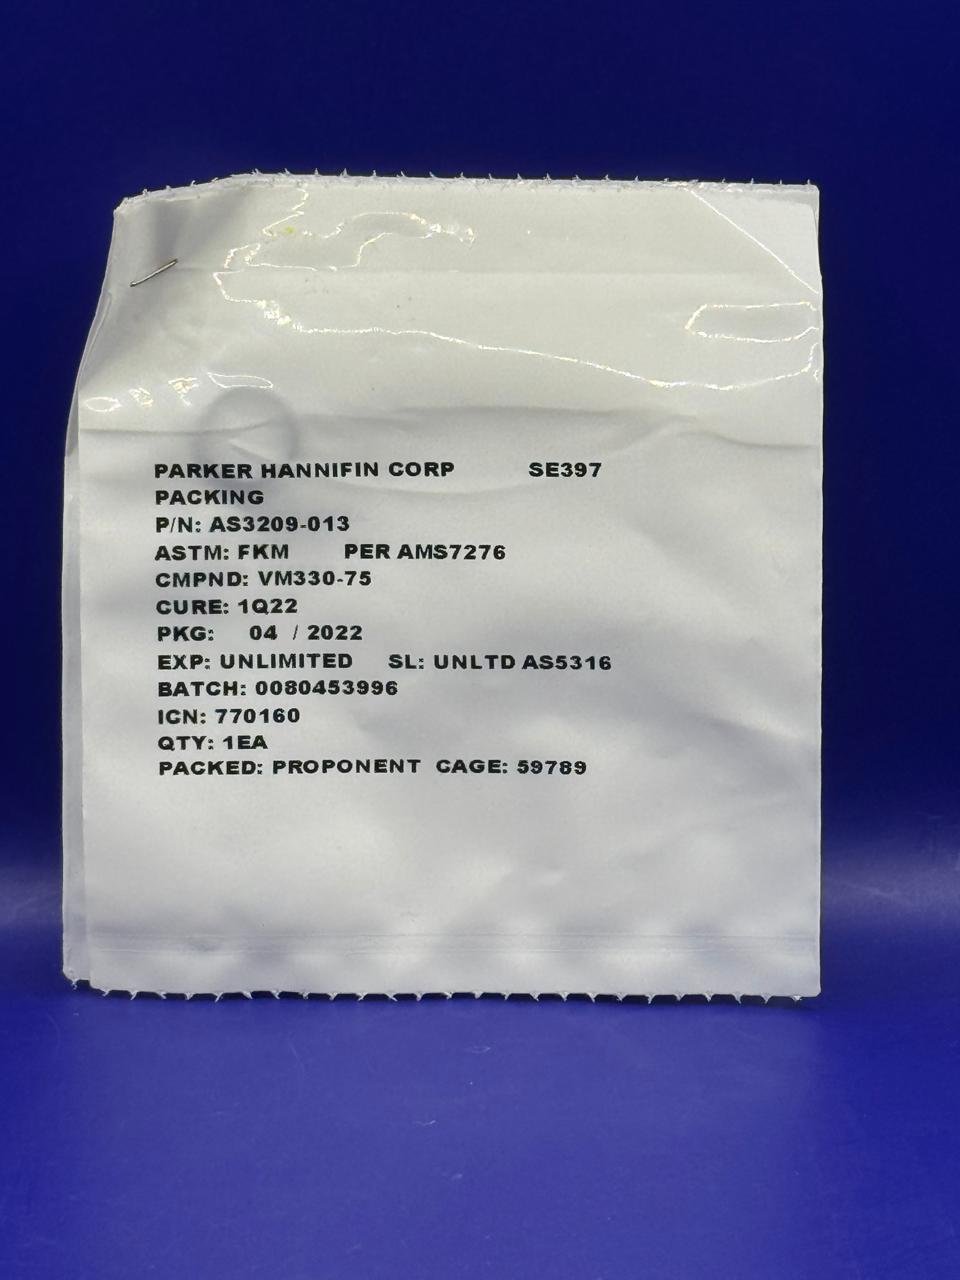 PARKER HANNIFIN CORP SE397
PACKING
P/N: AS3209-013
ASTM: FKM PER AMS7276
CMPND: VM330-75
CURE: 1Q22
PKG: 04 / 2022
EXP: UNLIMITED SL: UNLTD AS5316
BATCH: 0080453996
ICN: 770160
QTY: 1EA
PACKED: PROPONENT CAGE: 59789